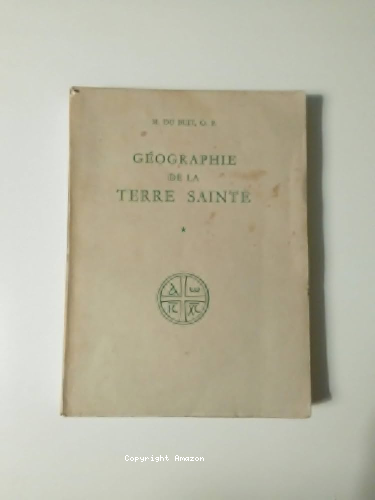 M. DU BUIT, O. P.
GÉOGRAPHIE
DE LA
TERRE SAINTE
*
Copyright Amazon